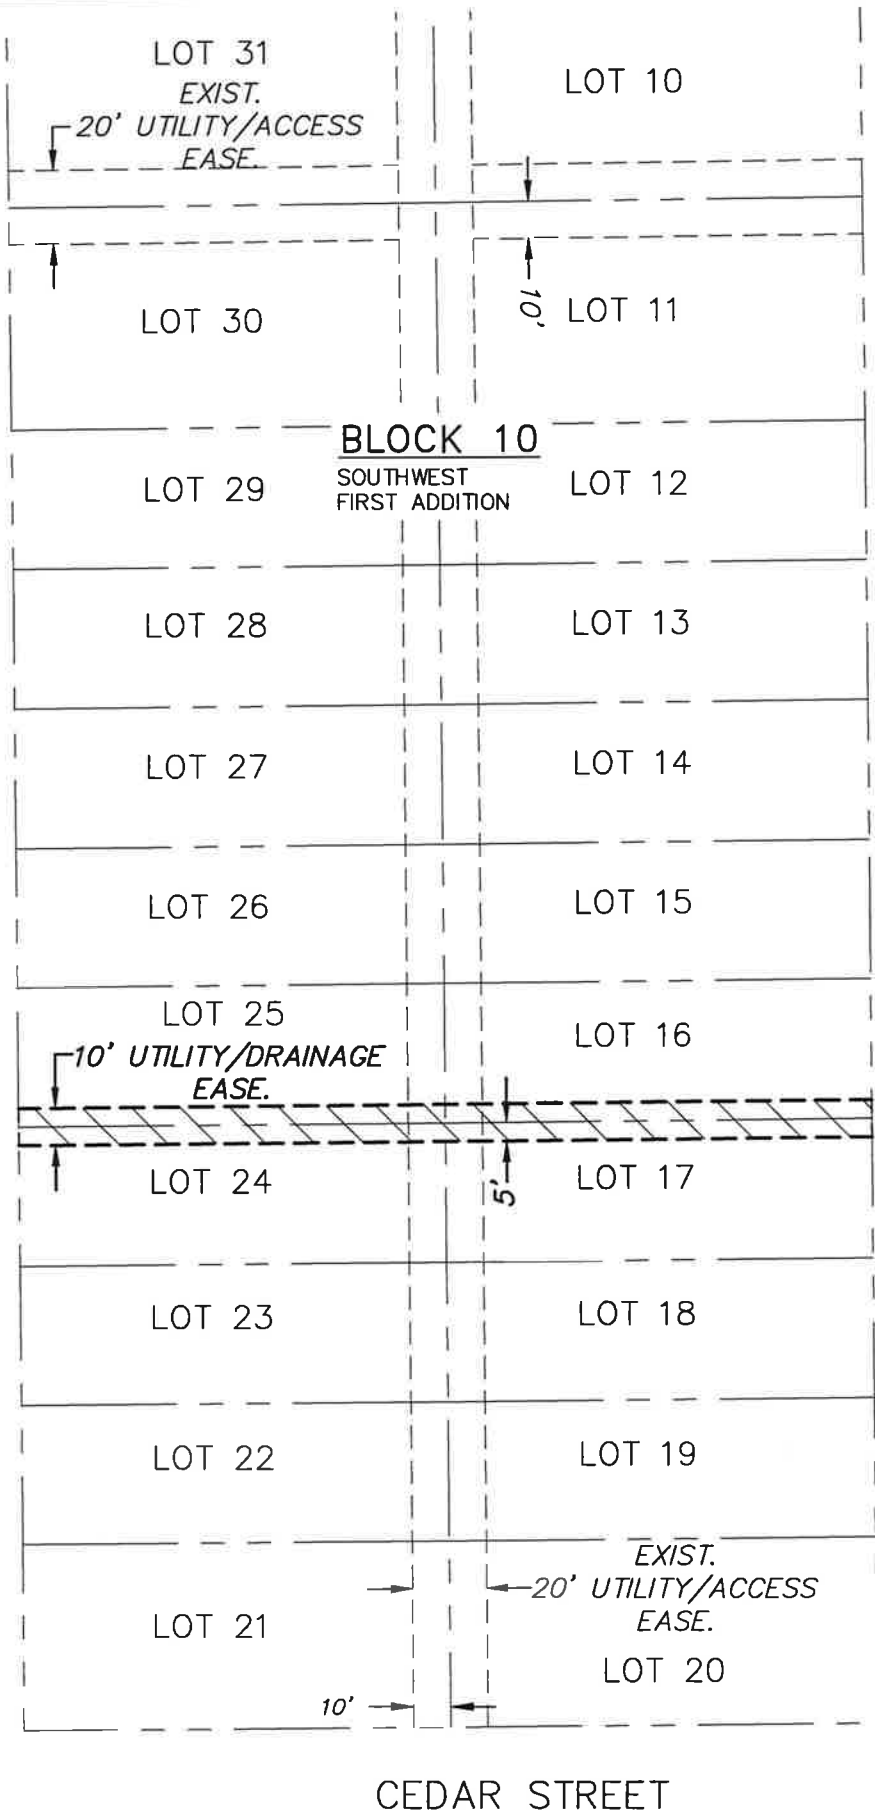 LOT 31
EXIST.
20' UTILITY/ACCESS
EASE.
LOT 10
LOT 30
10'
LOT 11
BLOCK 10
SOUTHWEST
FIRST ADDITION
LOT 29
LOT 12
LOT 28
LOT 13
LOT 27
LOT 14
LOT 26
LOT 15
LOT 25
LOT 16
10' UTILITY/DRAINAGE
EASE.
LOT 24
5'
LOT 17
LOT 23
LOT 18
LOT 22
LOT 19
EXIST.
20' UTILITY/ACCESS
EASE.
LOT 21
LOT 20
10'
CEDAR STREET